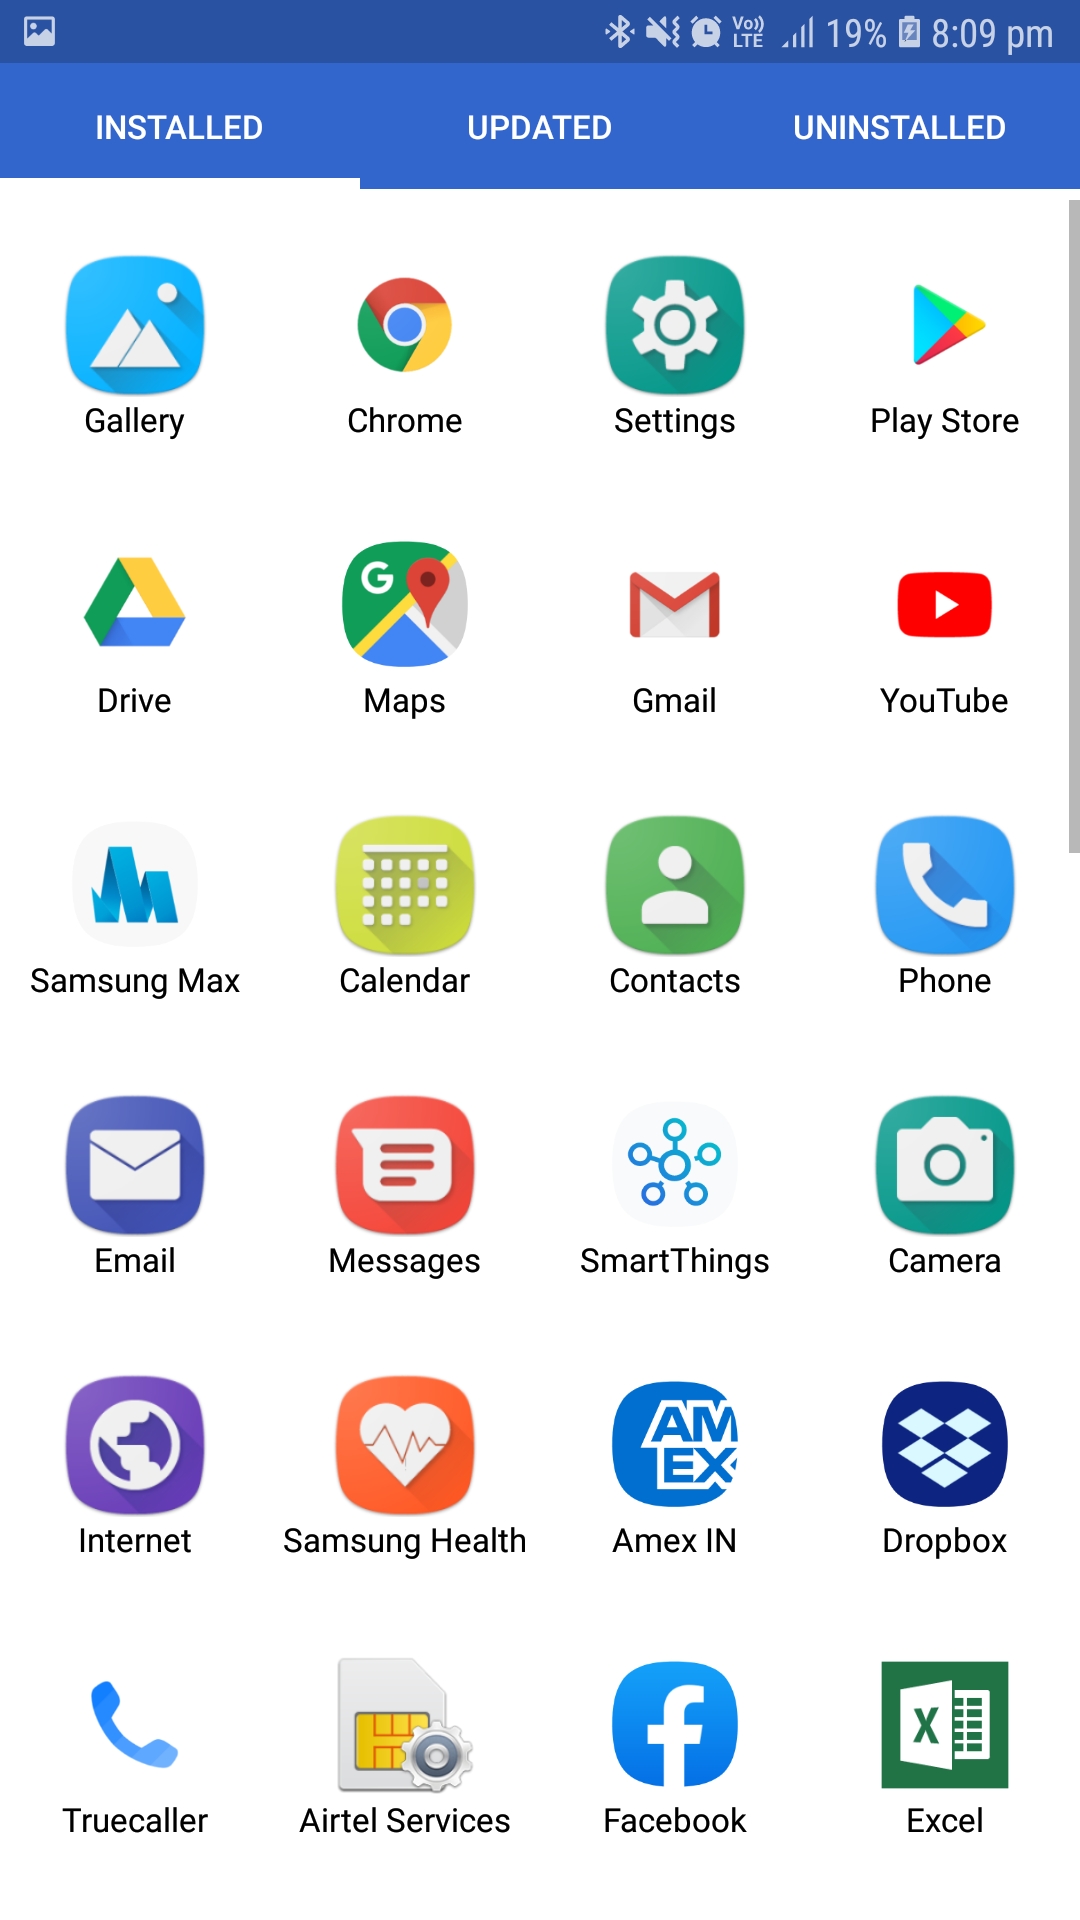 Vo)) LTE 19% 8:09 pm
INSTALLED UPDATED UNINSTALLED
Gallery Chrome Settings Play Store
G
Drive Maps Gmail YouTube
Samsung Max Calendar Contacts Phone
Email Messages SmartThings Camera
AM
EX
Internet Samsung Health Amex IN Dropbox
f X
Truecaller Airtel Services Facebook Excel